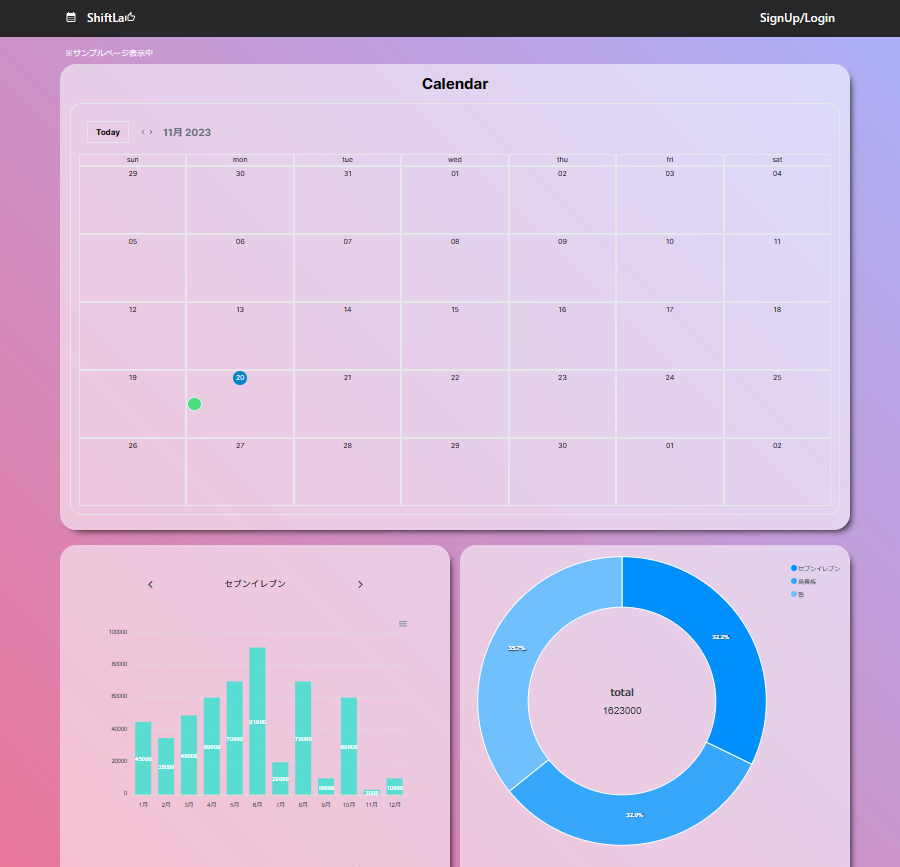 ShiftLa
SignUp/Login
※サンプルページ表示中
Calendar
Today ‹ › 11月 2023
sun mon tue wed thu fri sat
29 30 31 01 02 03 04
05 06 07 08 09 10 11
12 13 14 15 16 17 18
19 20 21 22 23 24 25
26 27 28 29 30 01 02
セブンイレブン
100000
80000
60000
40000
20000
0
45000 35000 49000 60000 70000 91000 20000 70000 10000 60000 3000 10000
1月 2月 3月 4月 5月 6月 7月 8月 9月 10月 11月 12月
セブンイレブン
鳥貴族
塾
32.2%
35.7%
total
1623000
32.0%